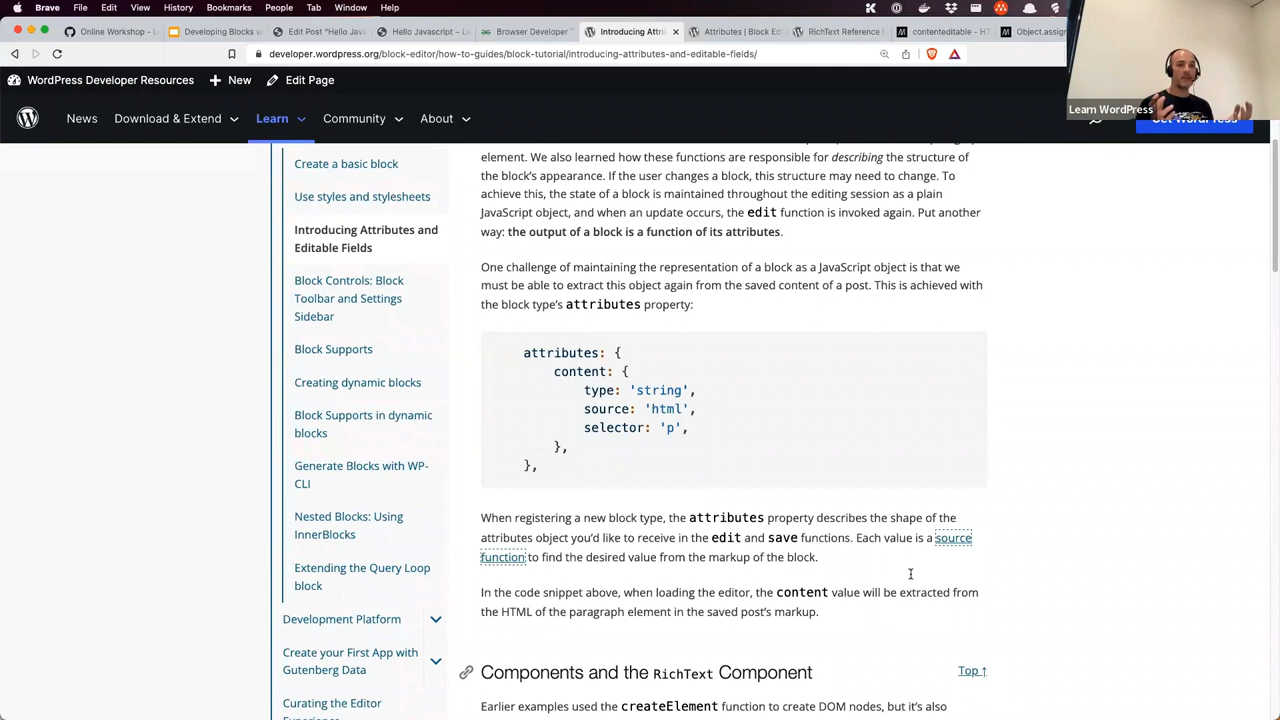 Brave File Edit View History Bookmarks People Tab Window Help
Online Workshop – L Developing Blocks w Edit Post "Hello Jav Hello Javascript – L Browser Developer Introducing Attri Attributes | Block Ed RichText Reference contenteditable - HT Object.assign
developer.wordpress.org/block-editor/how-to-guides/block-tutorial/introducing-attributes-and-editable-fields/
WordPress Developer Resources New Edit Page
Learn WordPress
News Download & Extend Learn Community About Get WordPress
Create a basic block
Use styles and stylesheets
Introducing Attributes and
Editable Fields
Block Controls: Block
Toolbar and Settings
Sidebar
Block Supports
Creating dynamic blocks
Block Supports in dynamic
blocks
Generate Blocks with WP-
CLI
Nested Blocks: Using
InnerBlocks
Extending the Query Loop
block
Development Platform
Create your First App with
Gutenberg Data
Curating the Editor
element. We also learned how these functions are responsible for describing the structure of
the block's appearance. If the user changes a block, this structure may need to change. To
achieve this, the state of a block is maintained throughout the editing session as a plain
JavaScript object, and when an update occurs, the edit function is invoked again. Put another
way: the output of a block is a function of its attributes.
One challenge of maintaining the representation of a block as a JavaScript object is that we
must be able to extract this object again from the saved content of a post. This is achieved with
the block type's attributes property:
attributes: {
content: {
type: 'string',
source: 'html',
selector: 'p',
},
},
When registering a new block type, the attributes property describes the shape of the
attributes object you'd like to receive in the edit and save functions. Each value is a source
function to find the desired value from the markup of the block.
In the code snippet above, when loading the editor, the content value will be extracted from
the HTML of the paragraph element in the saved post's markup.
Components and the RichText Component Top ↑
Earlier examples used the createElement function to create DOM nodes, but it's also